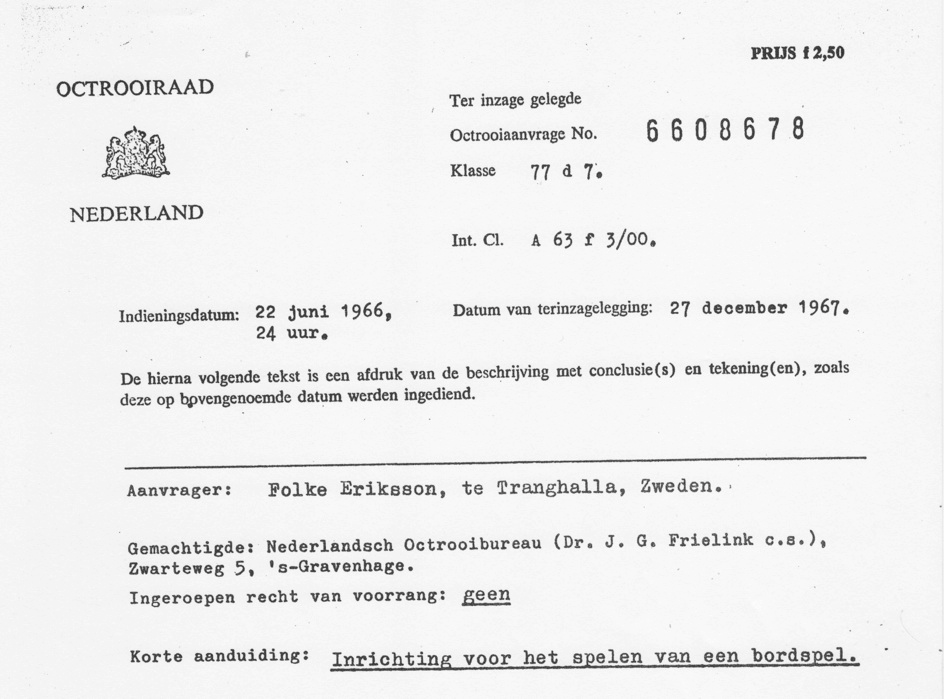 PRIJS f 2,50
OCTROOIRAAD
NEDERLAND
Ter inzage gelegde
Octrooiaanvrage No. 6608678
Klasse 77 d 7.
Int. Cl. A 63 f 3/00.
Indieningsdatum: 22 juni 1966,
24 uur.
Datum van terinzagelegging: 27 december 1967.
De hierna volgende tekst is een afdruk van de beschrijving met conclusie(s) en tekening(en), zoals
deze op bovengenoemde datum werden ingediend.
Aanvrager: Folke Eriksson, te Tranghalla, Zweden.
Gemachtigde: Nederlandsch Octrooibureau (Dr. J. G. Frielink c.s.),
Zwarteweg 5, 's-Gravenhage.
Ingeroepen recht van voorrang: geen
Korte aanduiding: Inrichting voor het spelen van een bordspel.